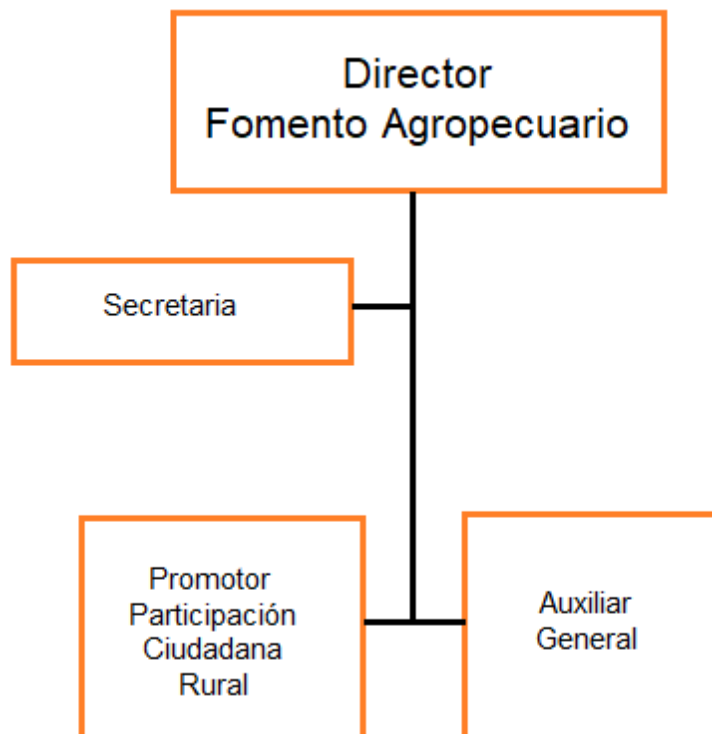 Director
Fomento Agropecuario
Secretaria
Promotor
Participación
Ciudadana
Rural
Auxiliar
General